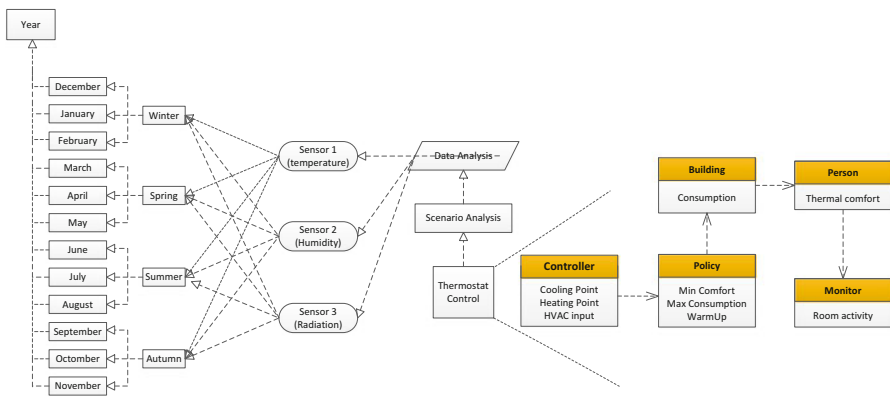 Year
December
January
February
March
April
May
June
July
August
September
Octomber
November
Winter
Spring
Summer
Autumn
Sensor 1
(temperature)
Sensor 2
(Humidity)
Sensor 3
(Radiation)
Data Analysis
Scenario Analysis
Thermostat
Control
Controller
Cooling Point
Heating Point
HVAC input
Building
Consumption
Policy
Min Comfort
Max Consumption
WarmUp
Person
Thermal comfort
Monitor
Room activity